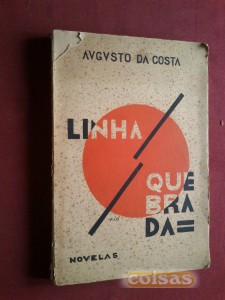 AVGVSTO DA COSTA
LINHA
QUE
BRA
DA=
NOVELAS
coisas